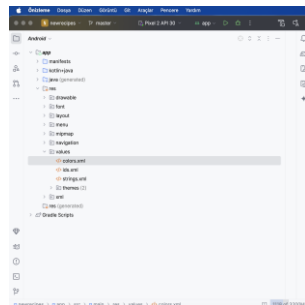 Önizleme Dosya Düzen Görüntü Git Araçlar Pencere Yardım
newrecipes master Pixel 2 API 30 app
Android
app
manifests
kotlin+java
java (generated)
res
drawable
font
layout
menu
mipmap
navigation
values
colors.xml
ids.xml
strings.xml
themes (2)
xml
res (generated)
Gradle Scripts